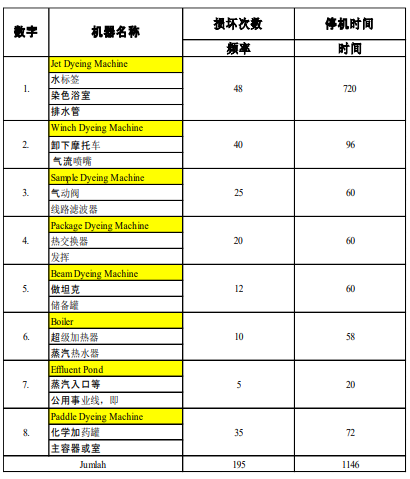 数字 机器名称 损坏次数 停机时间
频率 时间
1. Jet Dyeing Machine 48 720
水标签
染色浴室
排水管
2. Winch Dyeing Machine 40 96
卸下摩托车
气流喷嘴
3. Sample Dyeing Machine 25 60
气动阀
线路滤波器
4. Package Dyeing Machine 20 60
热交换器
发挥
5. Beam Dyeing Machine 12 60
做坦克
储备罐
6. Boiler 10 58
超级加热器
蒸汽热水器
7. Effluent Pond 5 20
蒸汽入口等
公用事业线，即
8. Paddle Dyeing Machine 35 72
化学加药罐
主容器或室
Jumlah 195 1146